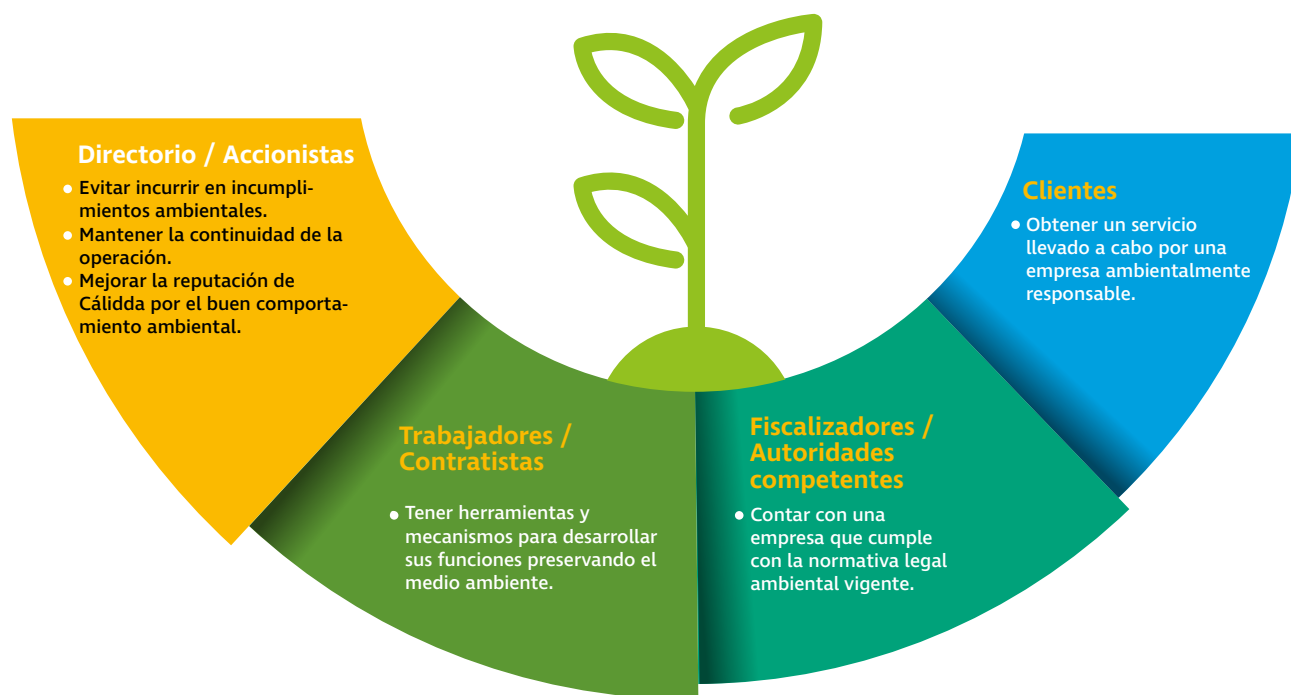 Directorio / Accionistas
• Evitar incurrir en incumpli-
mientos ambientales.
• Mantener la continuidad de la
operación.
• Mejorar la reputación de
Cálidda por el buen comporta-
miento ambiental.
Trabajadores /
Contratistas
• Tener herramientas y
mecanismos para desarrollar
sus funciones preservando el
medio ambiente.
Fiscalizadores /
Autoridades
competentes
• Contar con una
empresa que cumple
con la normativa legal
ambiental vigente.
Clientes
• Obtener un servicio
llevado a cabo por una
empresa ambientalmente
responsable.